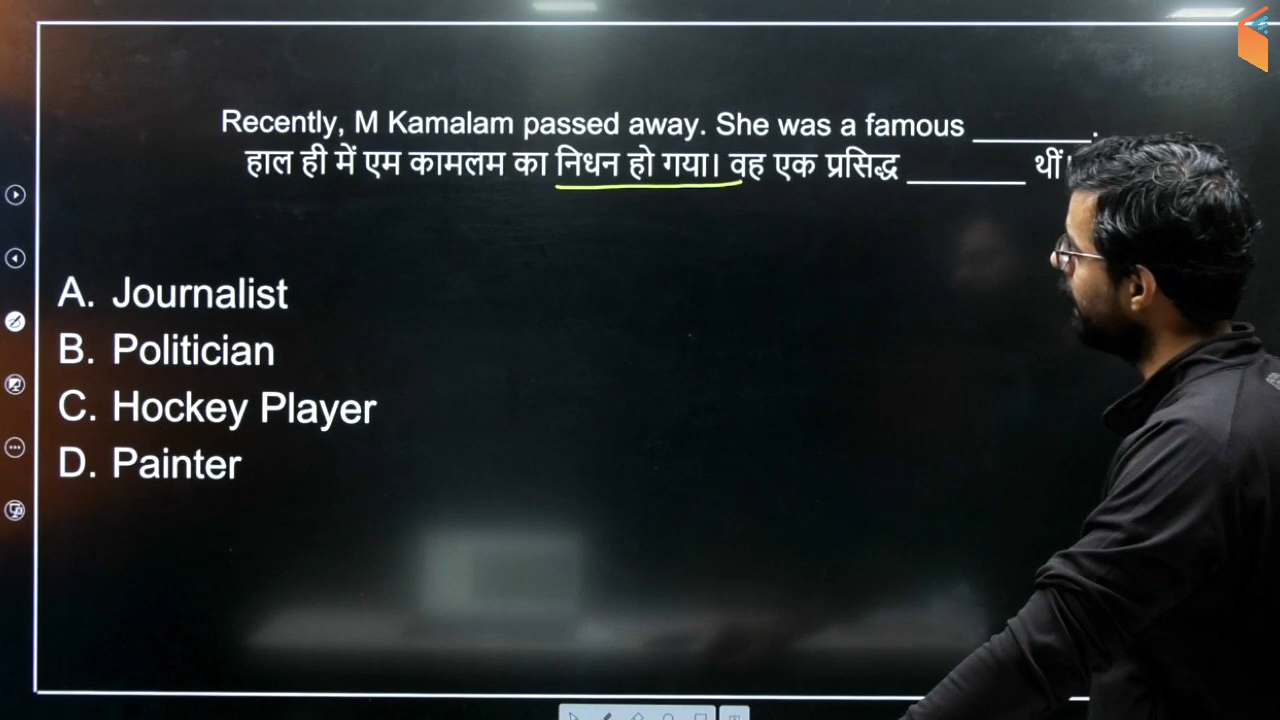 Recently, M Kamalam passed away. She was a famous ________.
हाल ही में एम कामलम का निधन हो गया। वह एक प्रसिद्ध ________ थीं।
A. Journalist
B. Politician
C. Hockey Player
D. Painter